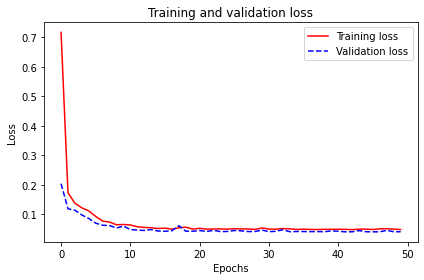 Training and validation loss
Training loss
Validation loss
0.7
0.6
0.5
0.4
0.3
0.2
0.1
Loss
0 10 20 30 40 50
Epochs